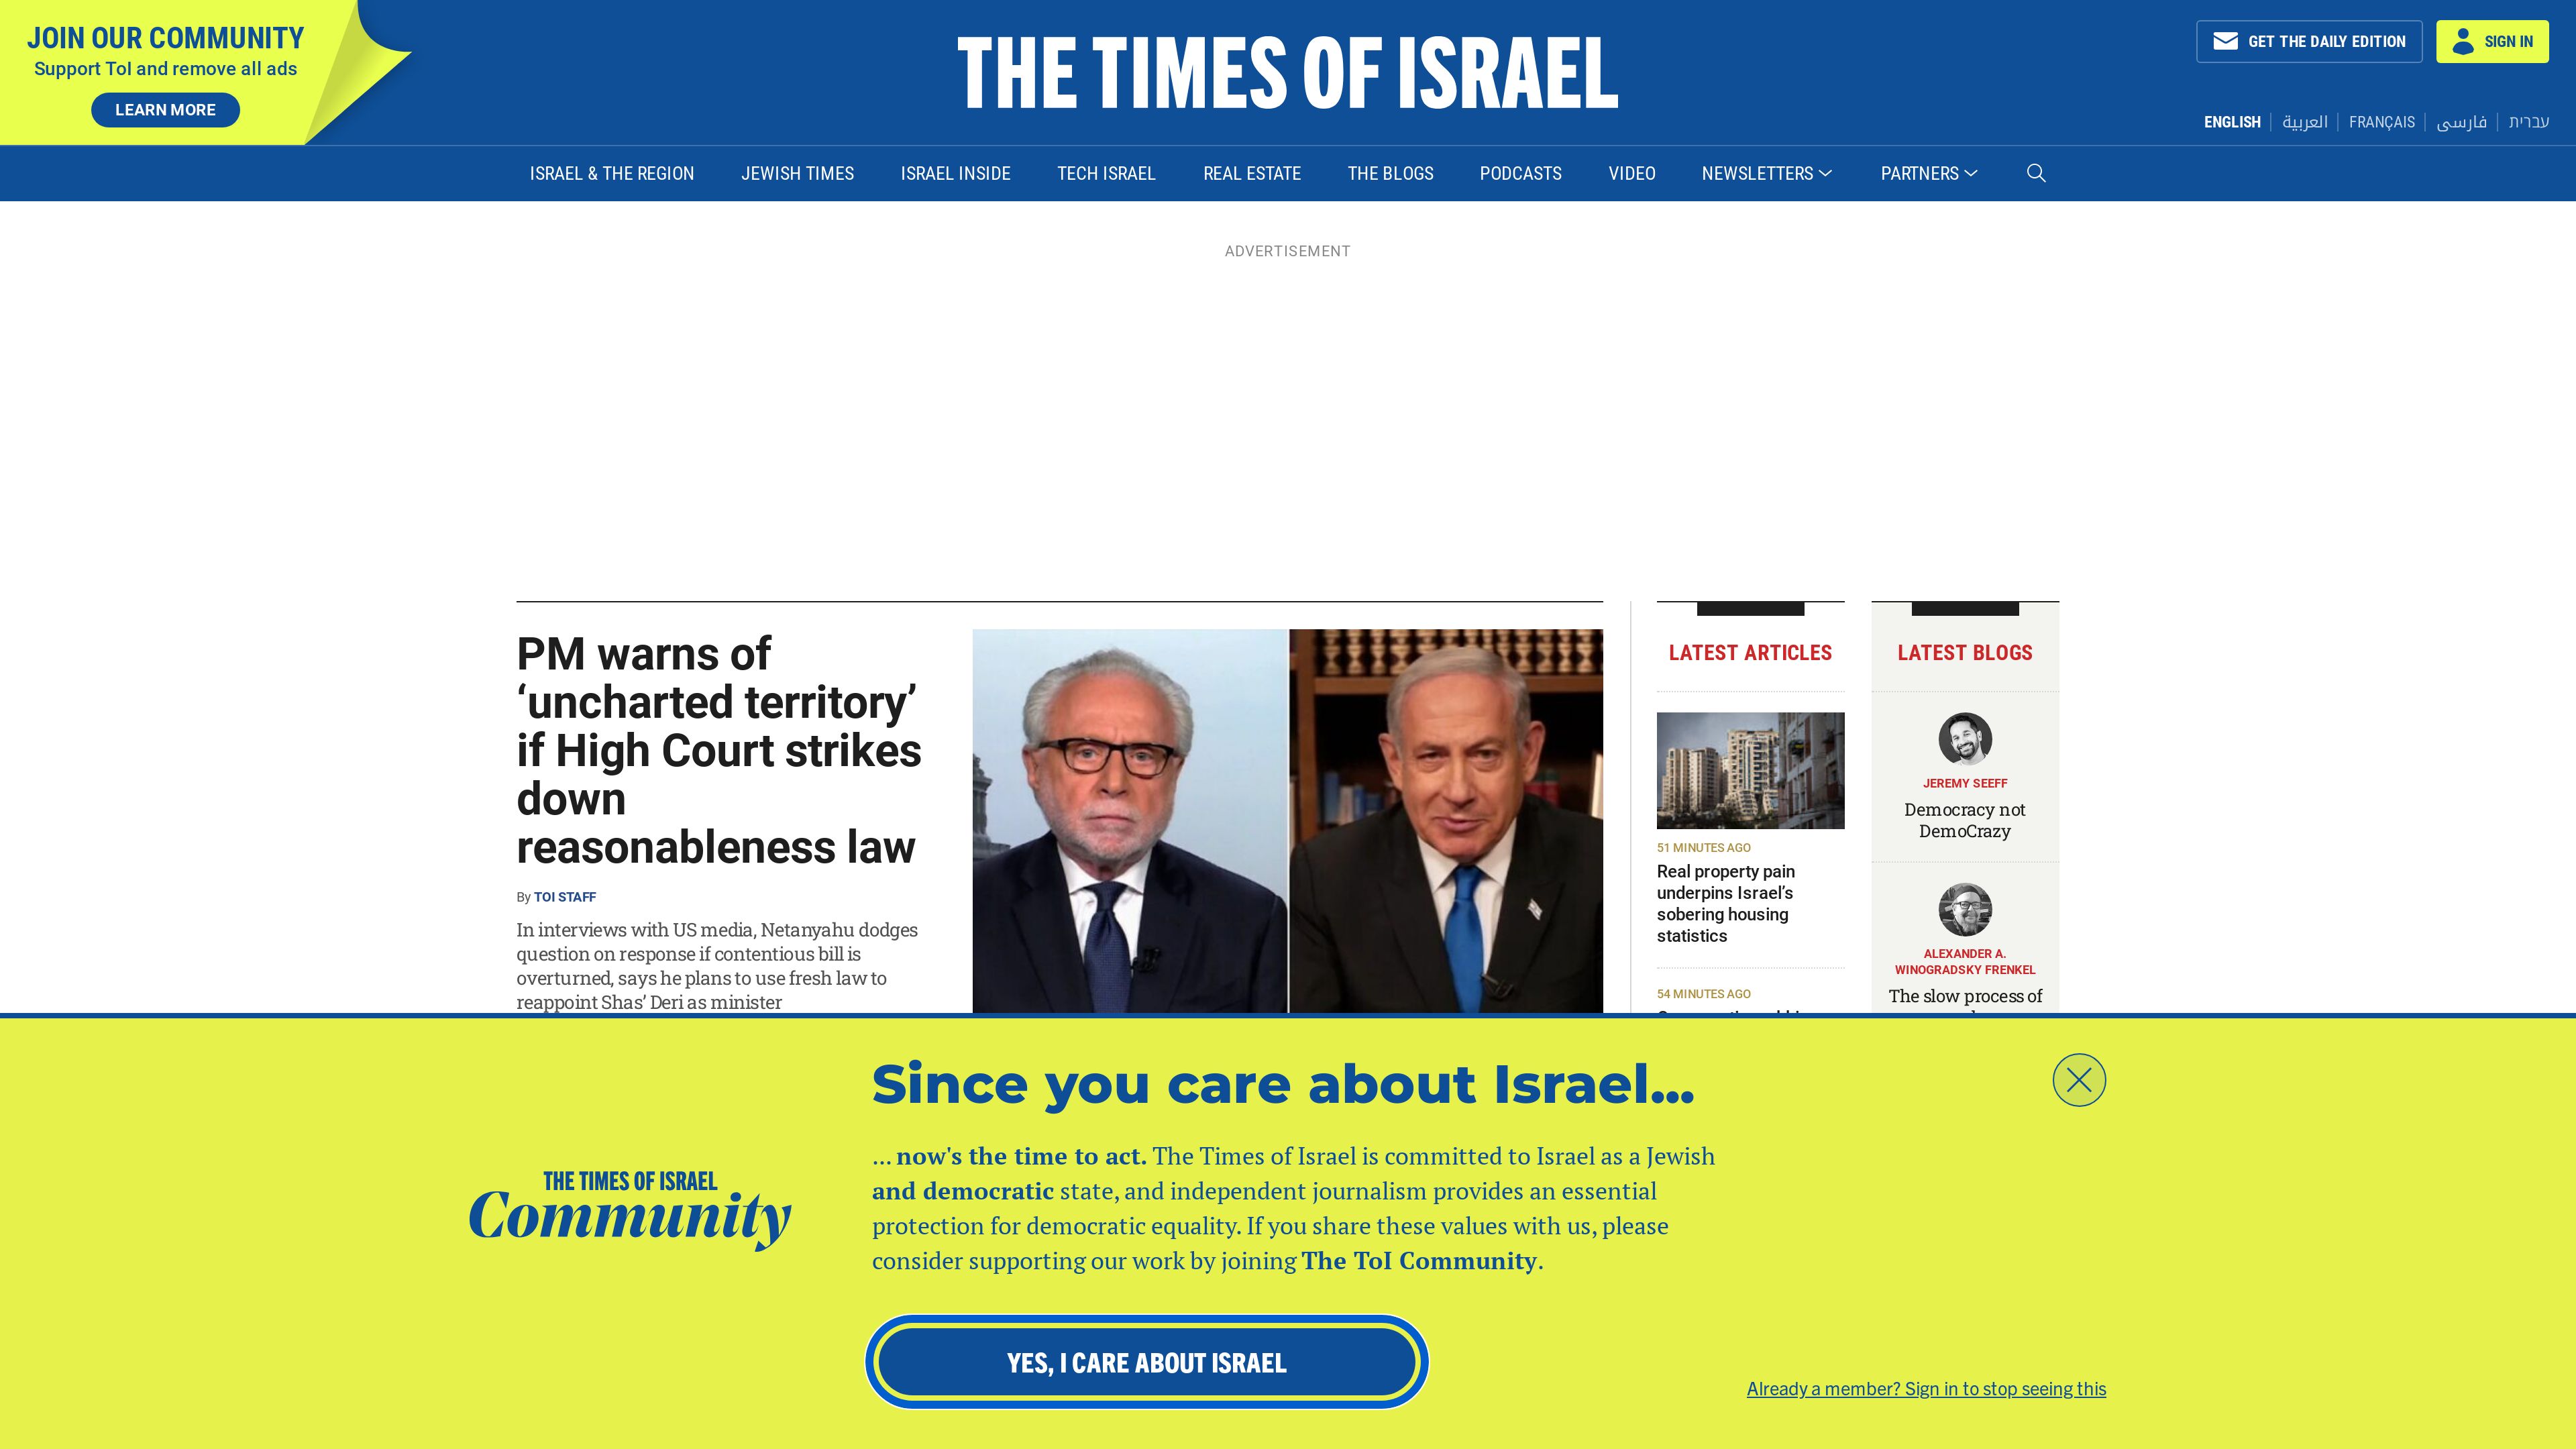 JOIN OUR COMMUNITY
Support ToI and remove all ads
LEARN MORE
THE TIMES OF ISRAEL
GET THE DAILY EDITION
SIGN IN
ENGLISH
العربية
FRANÇAIS
فارسی
עברית
ISRAEL & THE REGION
JEWISH TIMES
ISRAEL INSIDE
TECH ISRAEL
REAL ESTATE
THE BLOGS
PODCASTS
VIDEO
NEWSLETTERS
PARTNERS
ADVERTISEMENT
PM warns of
‘uncharted territory’
if High Court strikes
down
reasonableness law
By TOI STAFF
In interviews with US media, Netanyahu dodges
question on response if contentious bill is
overturned, says he plans to use fresh law to
reappoint Shas’ Deri as minister
LATEST ARTICLES
51 MINUTES AGO
Real property pain
underpins Israel’s
sobering housing
statistics
54 MINUTES AGO
LATEST BLOGS
JEREMY SEEFF
Democracy not
DemoCrazy
ALEXANDER A.
WINOGRADSKY FRENKEL
The slow process of
Since you care about Israel...
THE TIMES OF ISRAEL
Community
... now's the time to act. The Times of Israel is committed to Israel as a Jewish
and democratic state, and independent journalism provides an essential
protection for democratic equality. If you share these values with us, please
consider supporting our work by joining The ToI Community.
YES, I CARE ABOUT ISRAEL
Already a member? Sign in to stop seeing this